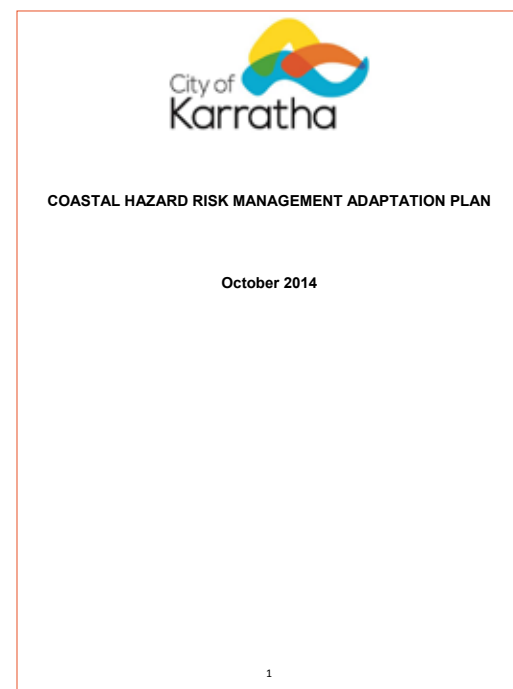 City of
Karratha
COASTAL HAZARD RISK MANAGEMENT ADAPTATION PLAN
October 2014
1